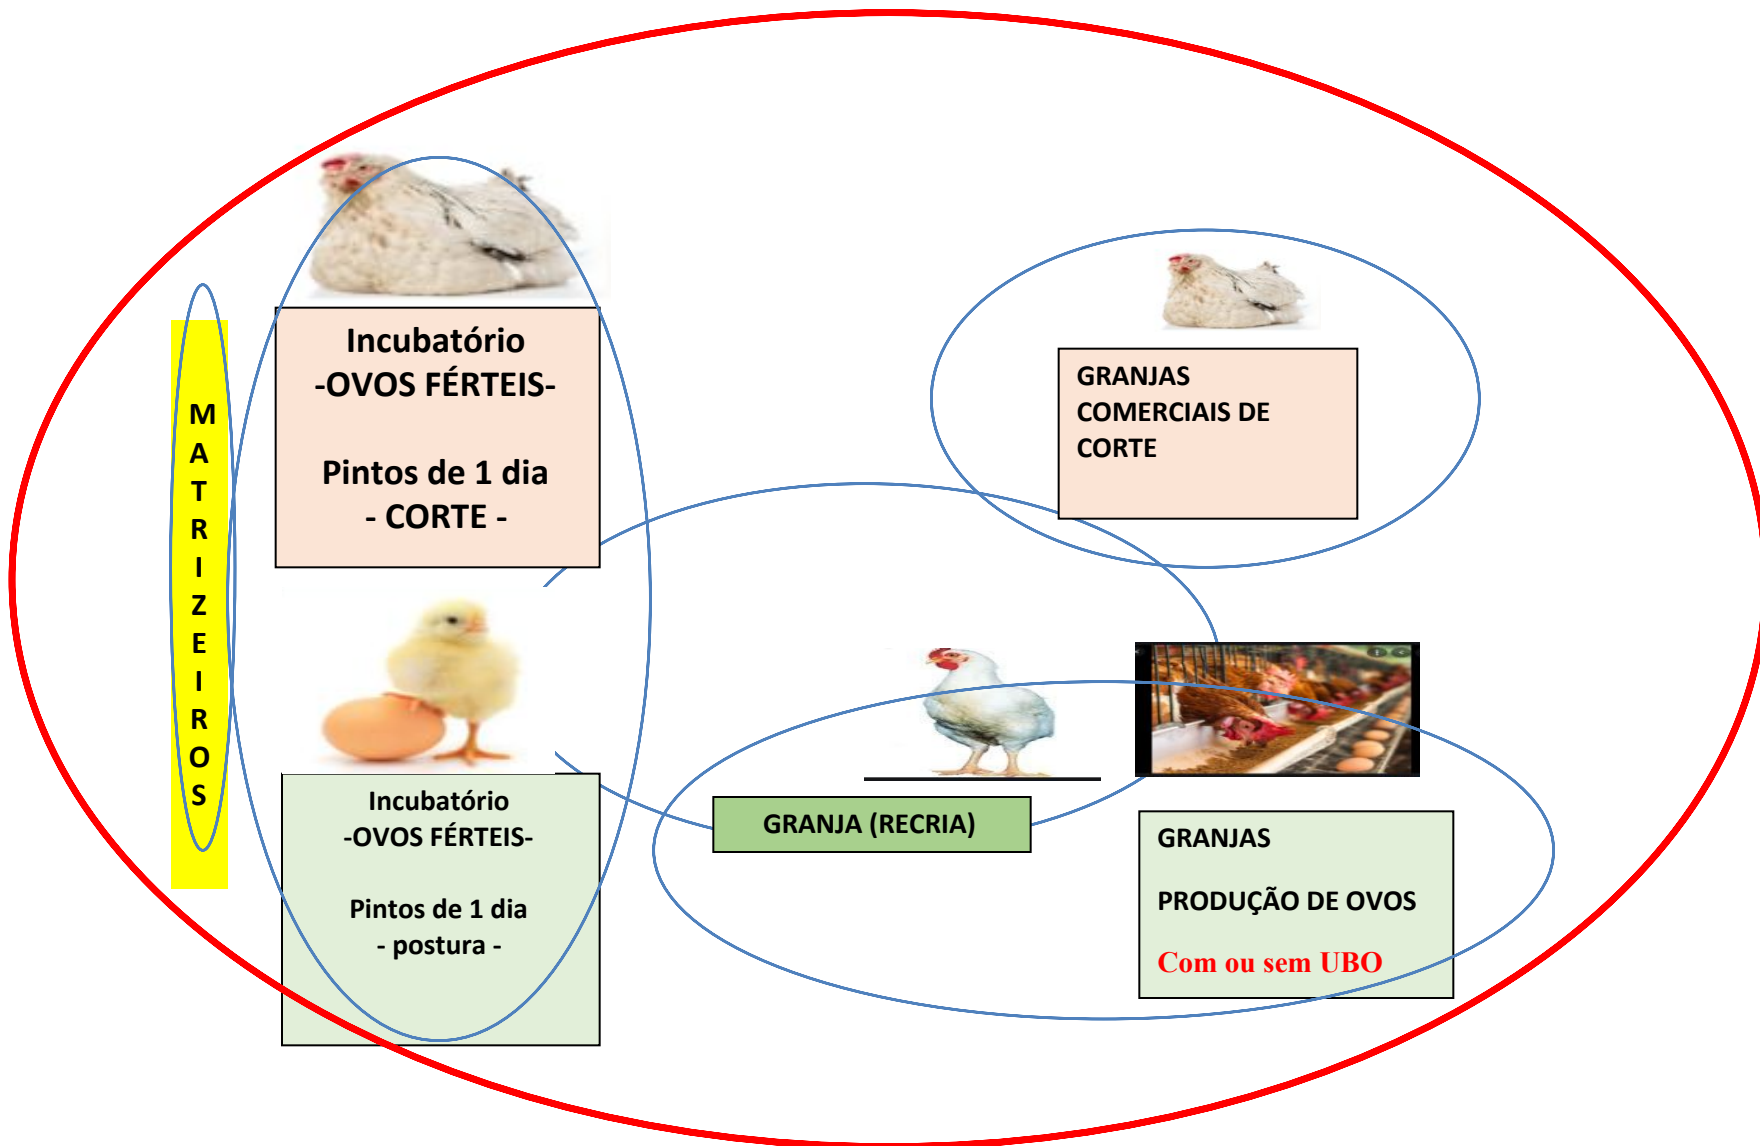 MATRIZEIROS
Incubatório
-OVOS FÉRTEIS-
Pintos de 1 dia
- CORTE -
Incubatório
-OVOS FÉRTEIS-
Pintos de 1 dia
- postura -
GRANJAS
COMERCIAIS DE
CORTE
GRANJA (RECRIA)
GRANJAS
PRODUÇÃO DE OVOS
Com ou sem UBO